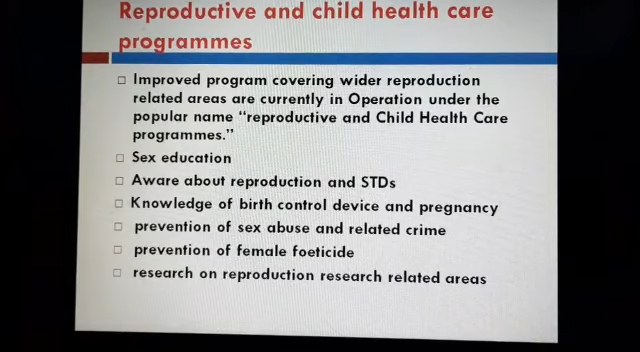 Reproductive and child health care
programmes
Improved program covering wider reproduction
related areas are currently in Operation under the
popular name “reproductive and Child Health Care
programmes.”
Sex education
Aware about reproduction and STDs
Knowledge of birth control device and pregnancy
prevention of sex abuse and related crime
prevention of female foeticide
research on reproduction research related areas